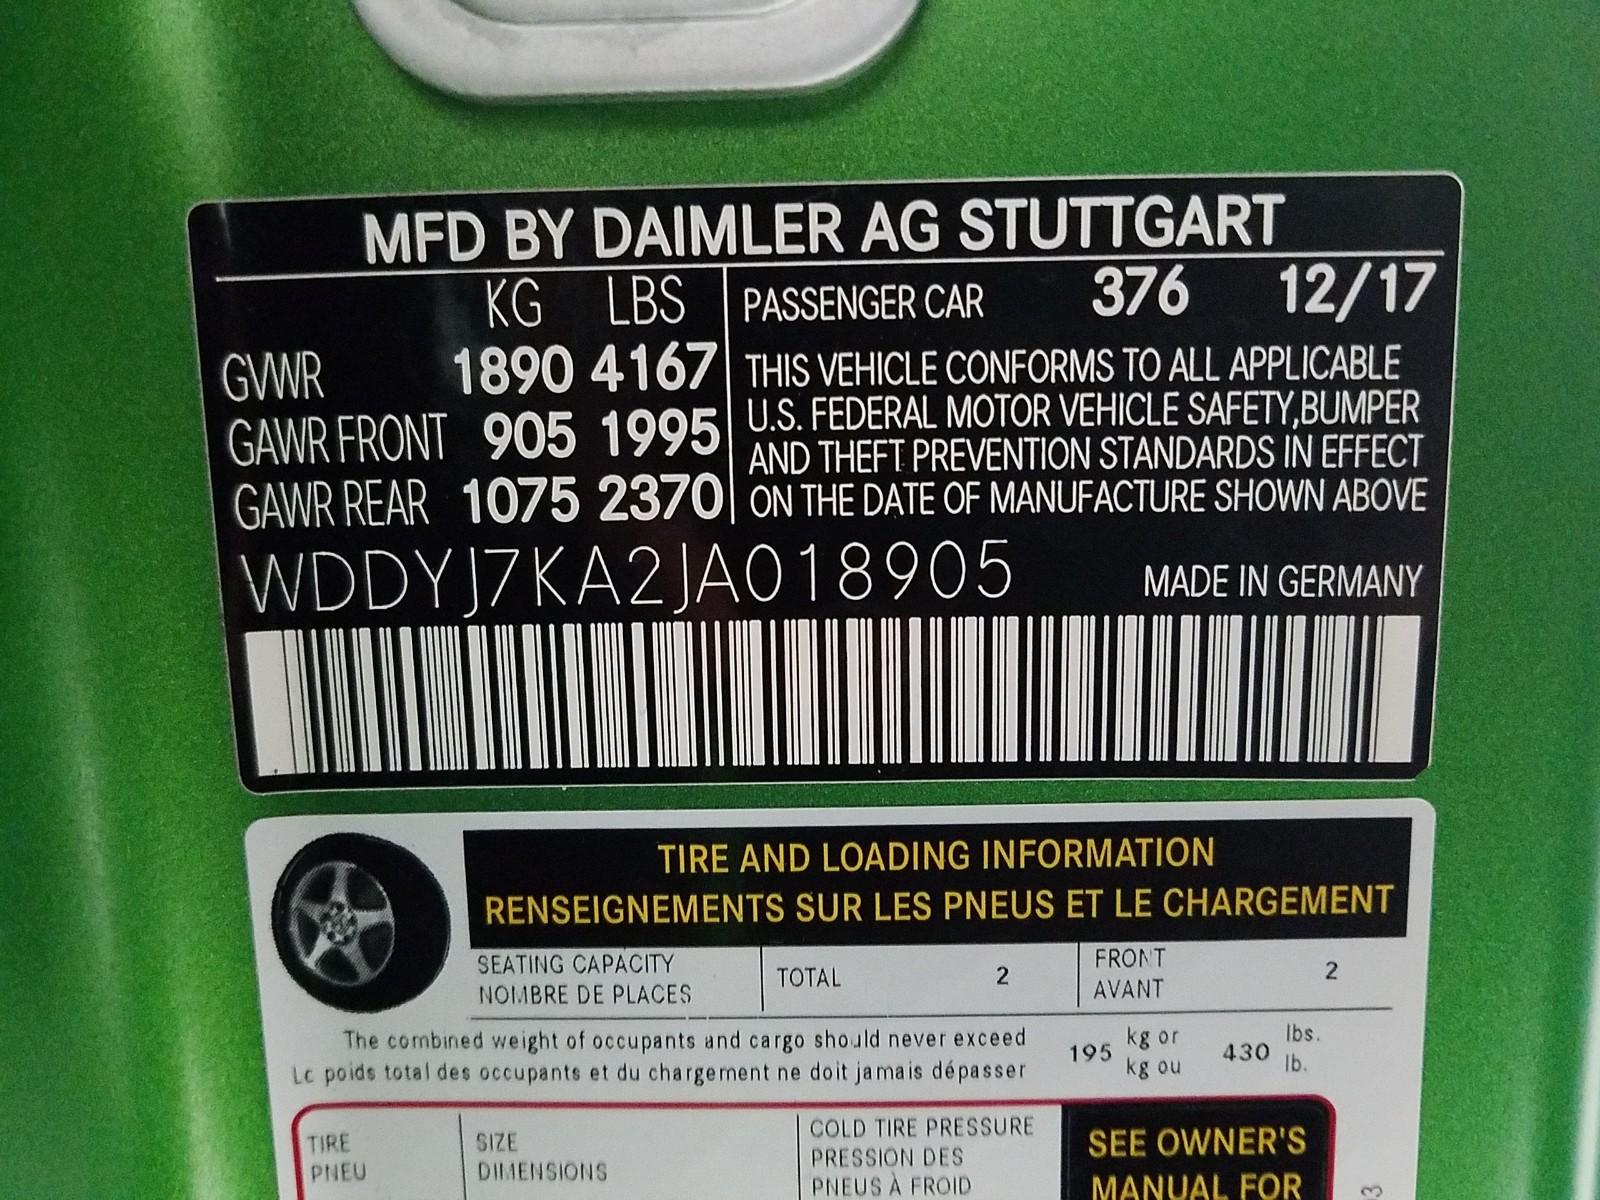 MFD BY DAIMLER AG STUTTGART
KG LBS
GVWR 1890 4167
GAWR FRONT 905 1995
GAWR REAR 1075 2370
PASSENGER CAR 376 12/17
THIS VEHICLE CONFORMS TO ALL APPLICABLE
U.S. FEDERAL MOTOR VEHICLE SAFETY,BUMPER
AND THEFT PREVENTION STANDARDS IN EFFECT
ON THE DATE OF MANUFACTURE SHOWN ABOVE
WDDYJ7KA2JA018905
MADE IN GERMANY
TIRE AND LOADING INFORMATION
RENSEIGNEMENTS SUR LES PNEUS ET LE CHARGEMENT
SEATING CAPACITY
NOMBRE DE PLACES
TOTAL 2
FRONT
AVANT
2
The combined weight of occupants and cargo should never exceed
Le poids total des occupants et du chargement ne doit jamais dépasser
195
kg or
kg ou
430
lbs.
lb.
TIRE
PNEU
SIZE
DIMENSIONS
COLD TIRE PRESSURE
PRESSION DES
PNEUS À FROID
SEE OWNER'S
MANUAL FOR